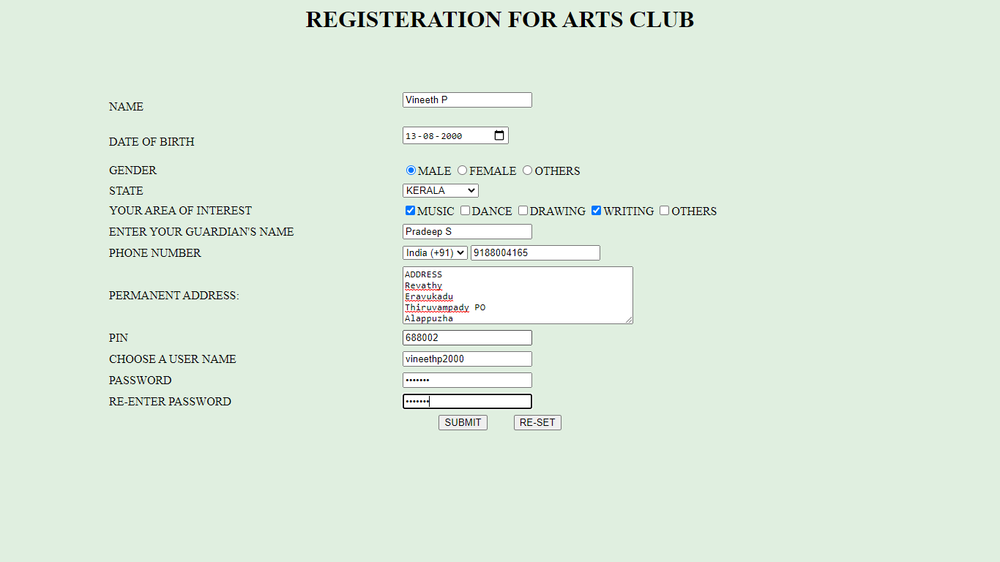 REGISTERATION FOR ARTS CLUB
NAME Vineeth P
DATE OF BIRTH 13-08-2000
GENDER MALE FEMALE OTHERS
STATE KERALA
YOUR AREA OF INTEREST MUSIC DANCE DRAWING WRITING OTHERS
ENTER YOUR GUARDIAN'S NAME Pradeep S
PHONE NUMBER India (+91) 9188004165
PERMANENT ADDRESS: ADDRESS
Revathy
Eravukadu
Thiruvampady PO
Alappuzha
PIN 688002
CHOOSE A USER NAME vineethp2000
PASSWORD •••••••
RE-ENTER PASSWORD •••••••
SUBMIT RE-SET